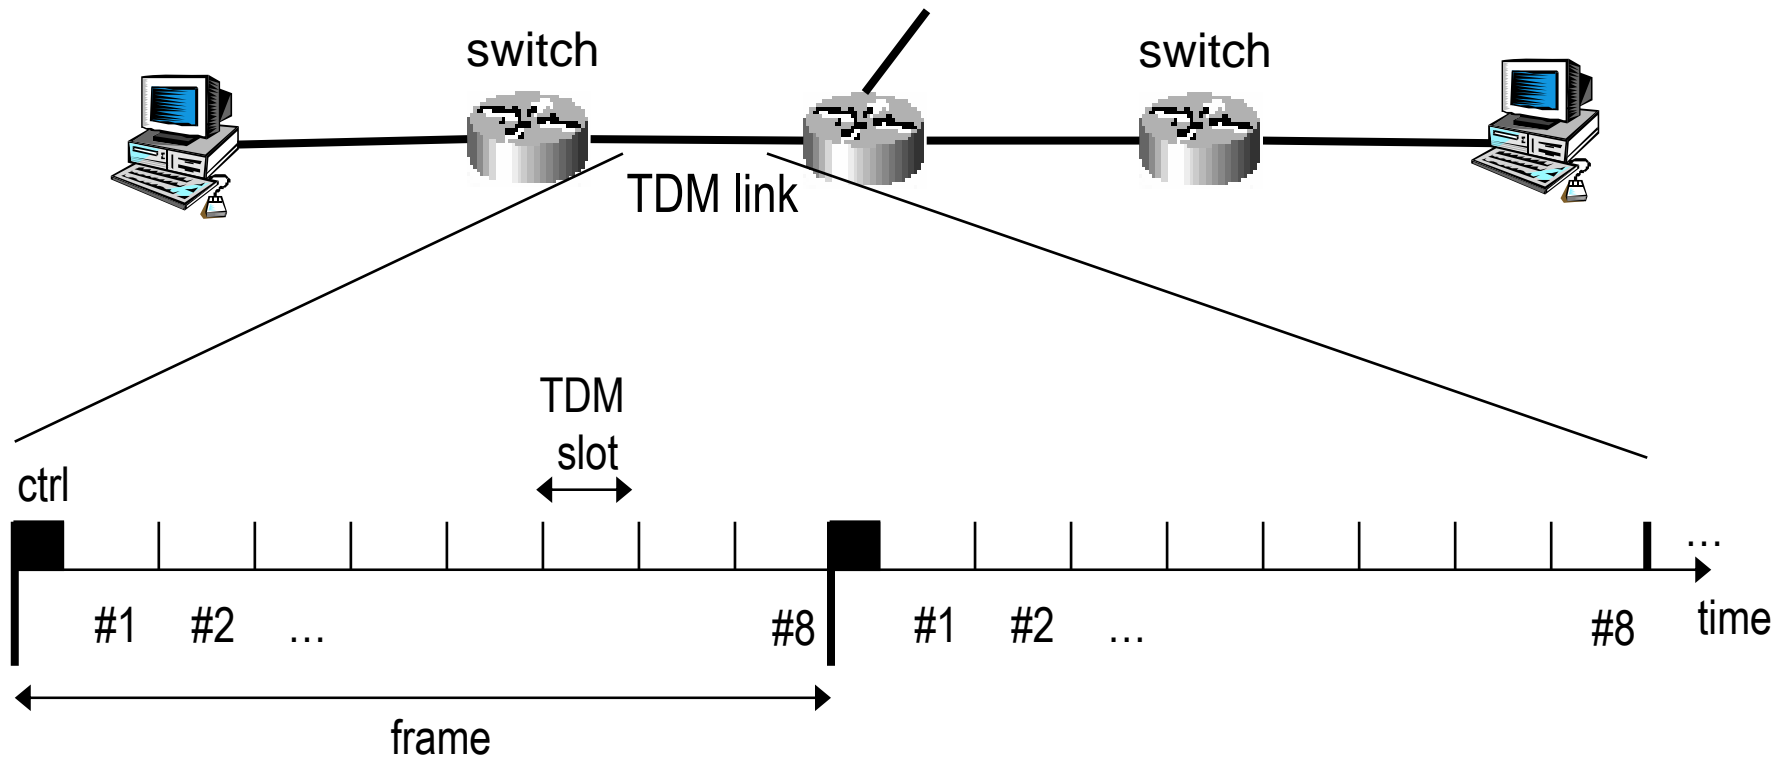 switch
switch
TDM link
TDM
slot
ctrl
…
#1 #2 … #8 #1 #2 … #8 time
frame